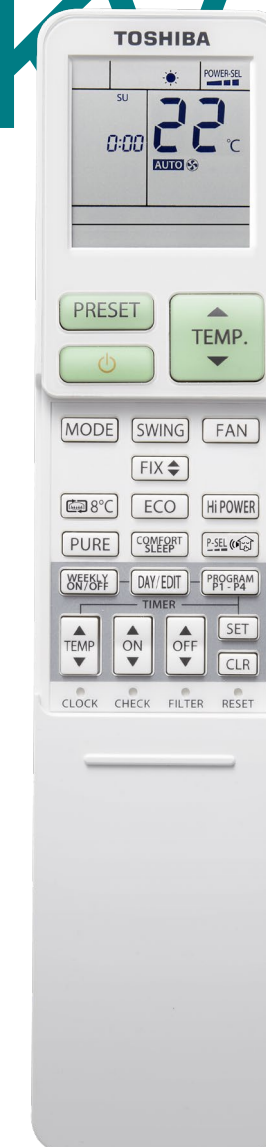 TOSHIBA
POWER-SEL
SU
0:00 22 °C
AUTO
PRESET
TEMP.
MODE SWING FAN
FIX
8°C ECO Hi POWER
PURE COMFORT SLEEP P-SEL
WEEKLY ON/OFF DAY/EDIT PROGRAM P1 - P4
TIMER
TEMP ON OFF SET
CLR
CLOCK CHECK FILTER RESET